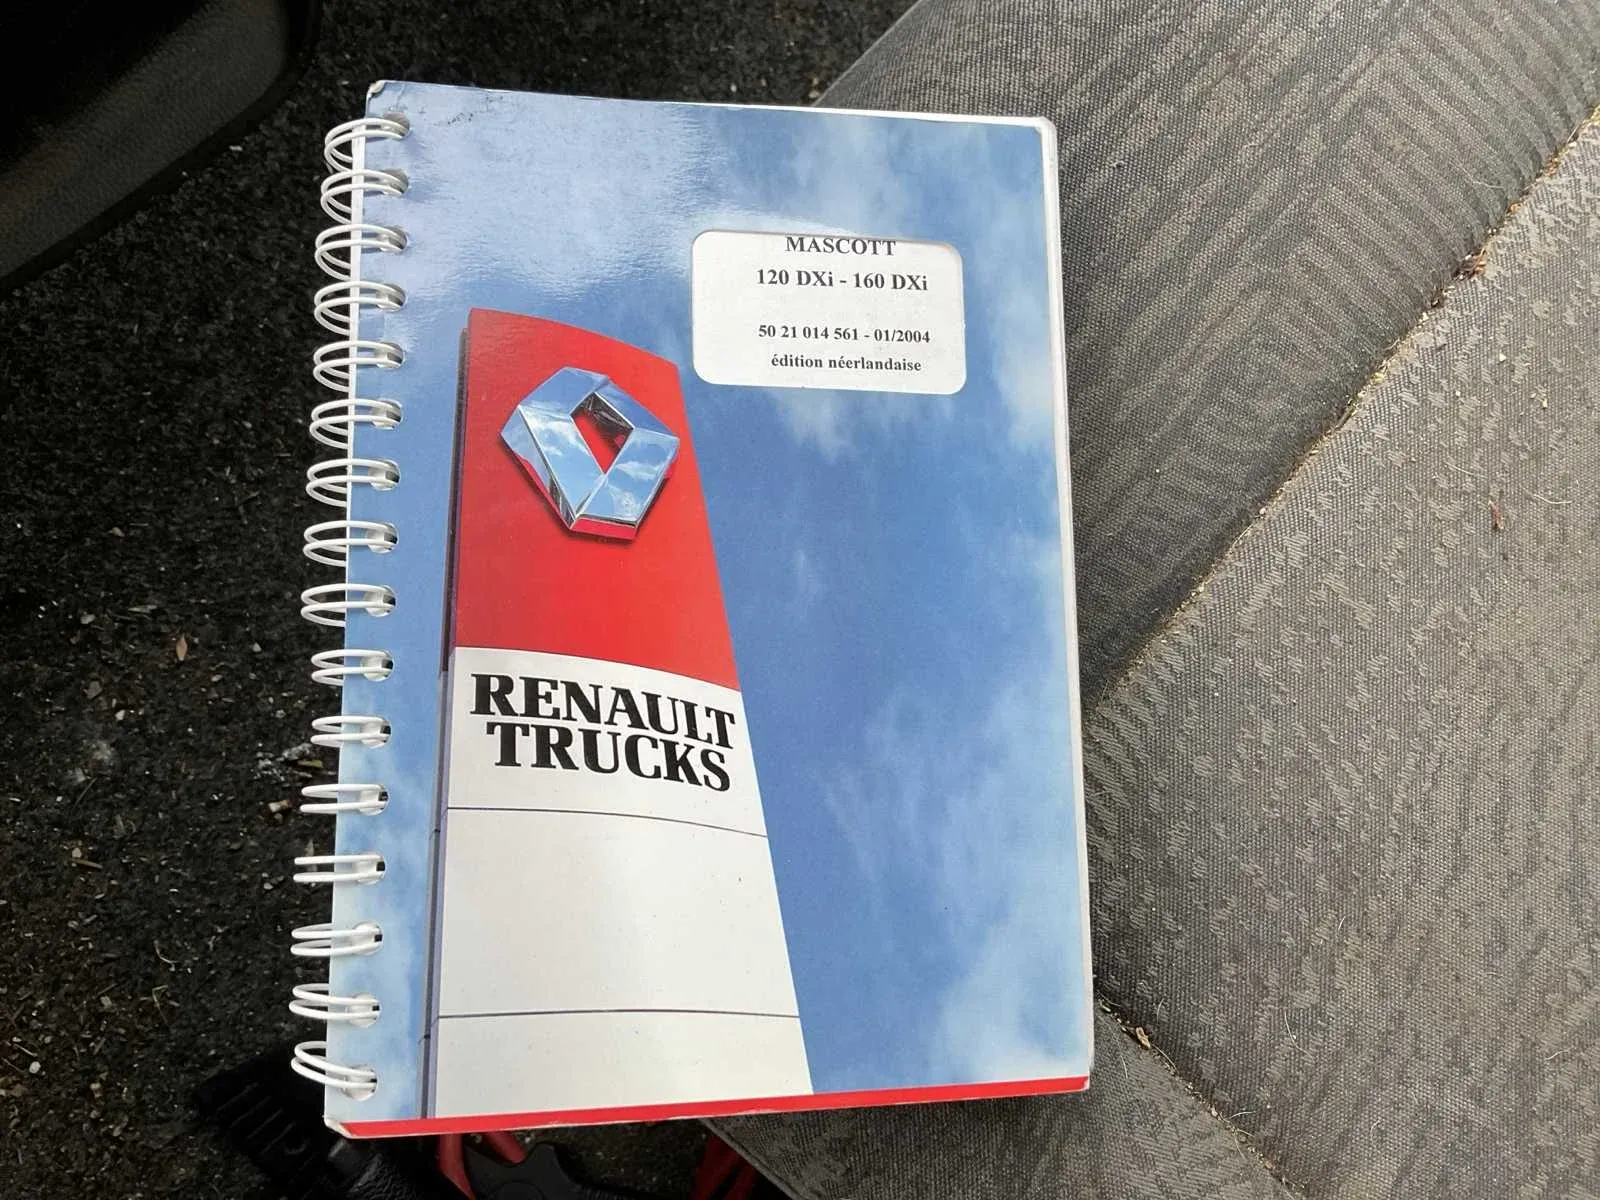 MASCOTT
120 DXi - 160 DXi
50 21 014 561 - 01/2004
édition néerlandaise
RENAULT
TRUCKS